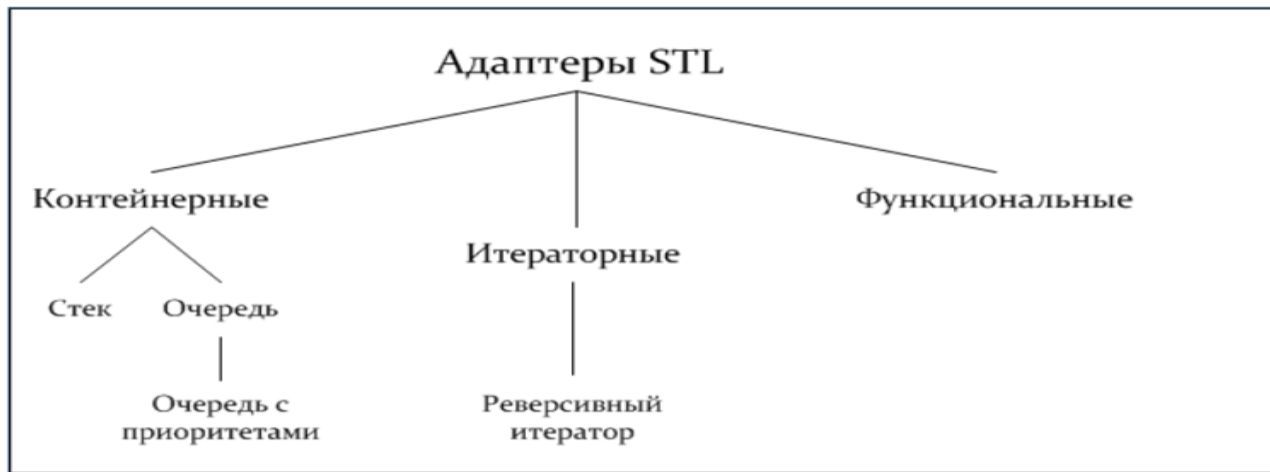 Адаптеры STL
Контейнерные
Функциональные
Итераторные
Стек
Очередь
Очередь с
приоритетами
Реверсивный
итератор